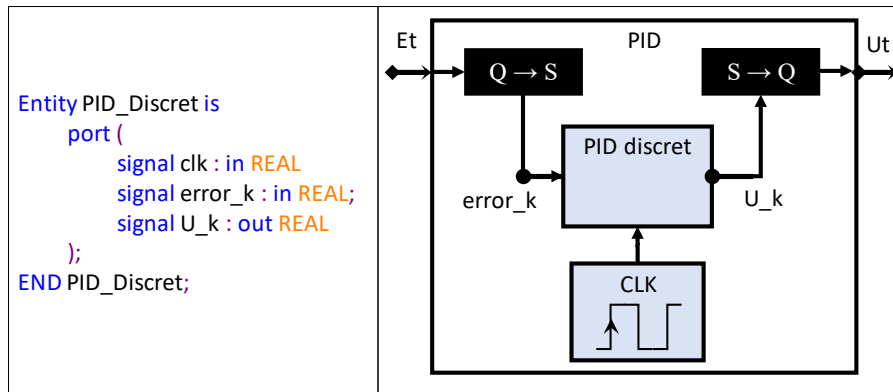 Entity PID_Discret is
port (
signal clk : in REAL
signal error_k : in REAL;
signal U_k : out REAL
);
END PID_Discret;
Et
PID
Ut
Q → S
S → Q
PID discret
error_k
U_k
CLK